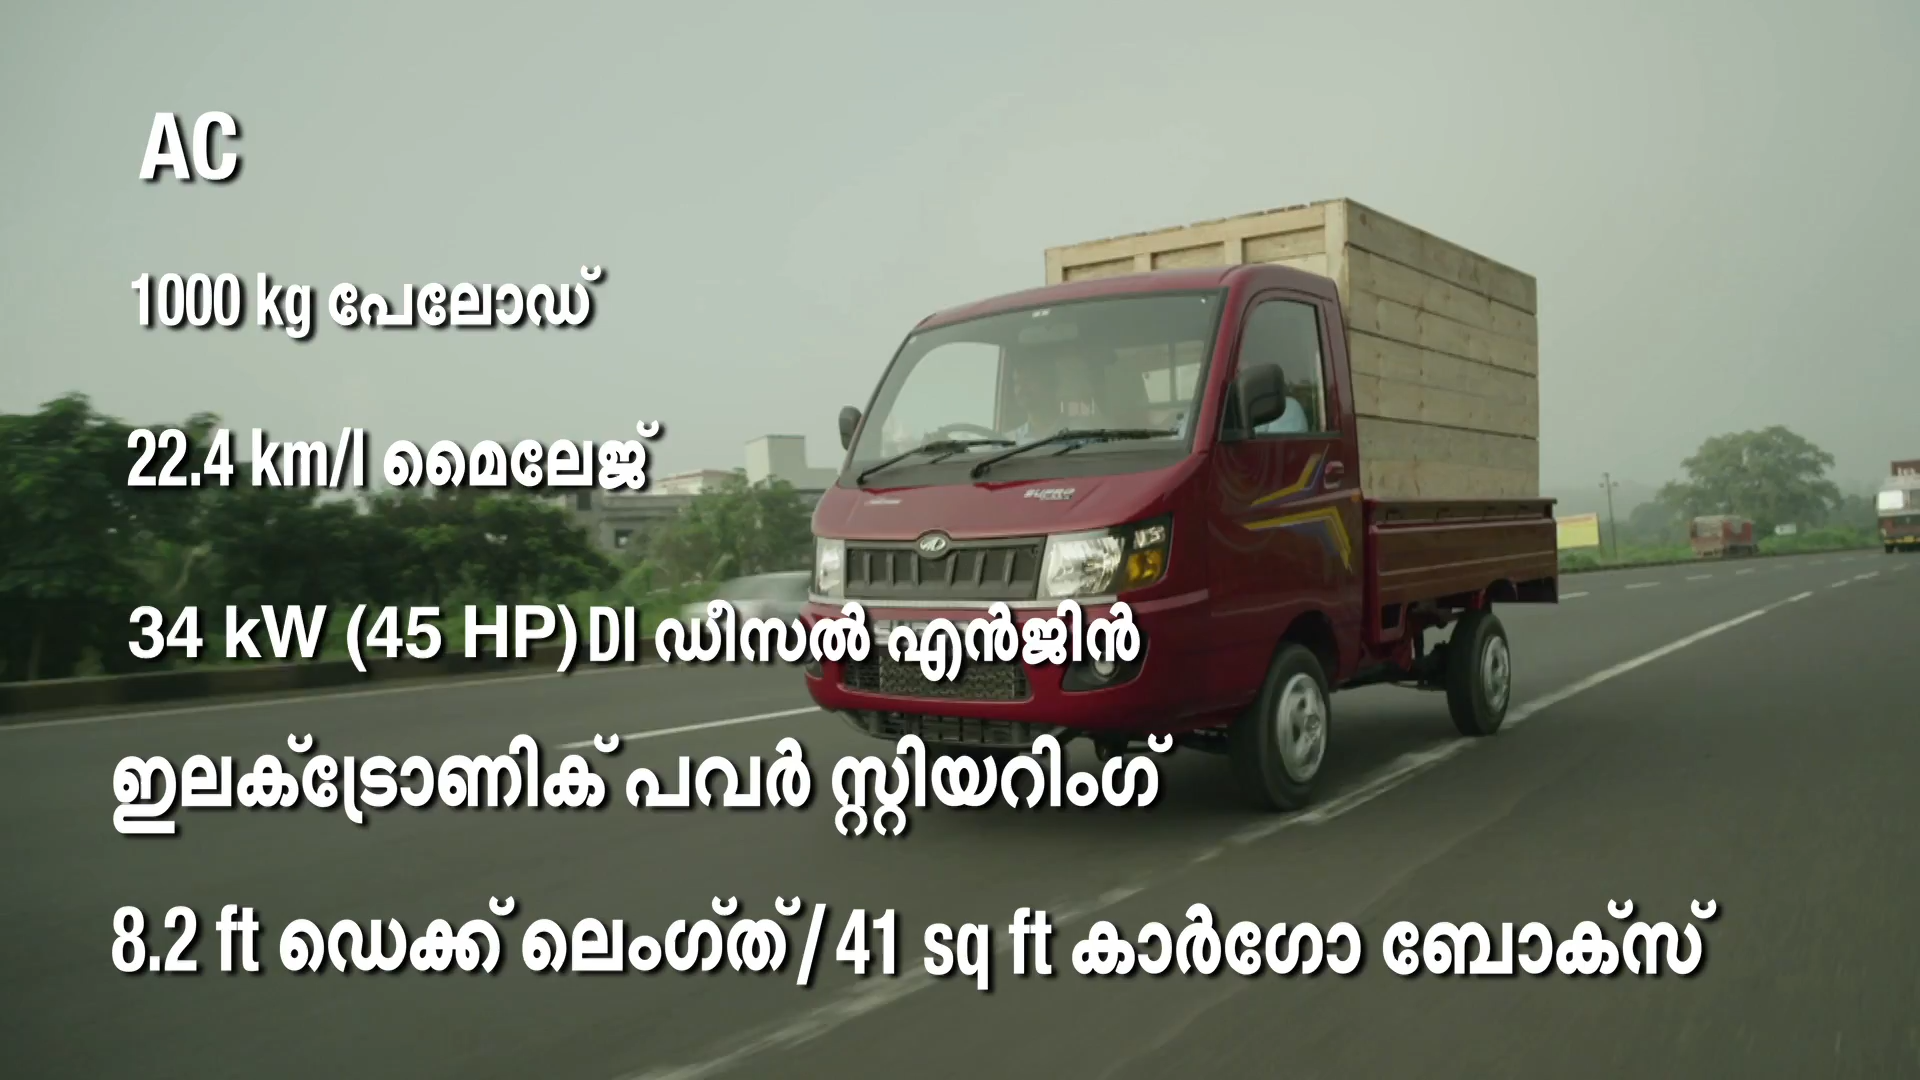 AC
1000 kg പേലോഡ്
22.4 km/l മൈലേജ്
SUPRO
34 kW (45 HP) DI ഡീസൽ എൻജിൻ
ഇലക്ട്രോണിക് പവർ സ്റ്റിയറിംഗ്
8.2 ft ഡെക്ക് ലെംഗ്ത്/41 sq ft കാർഗോ ബോക്സ്